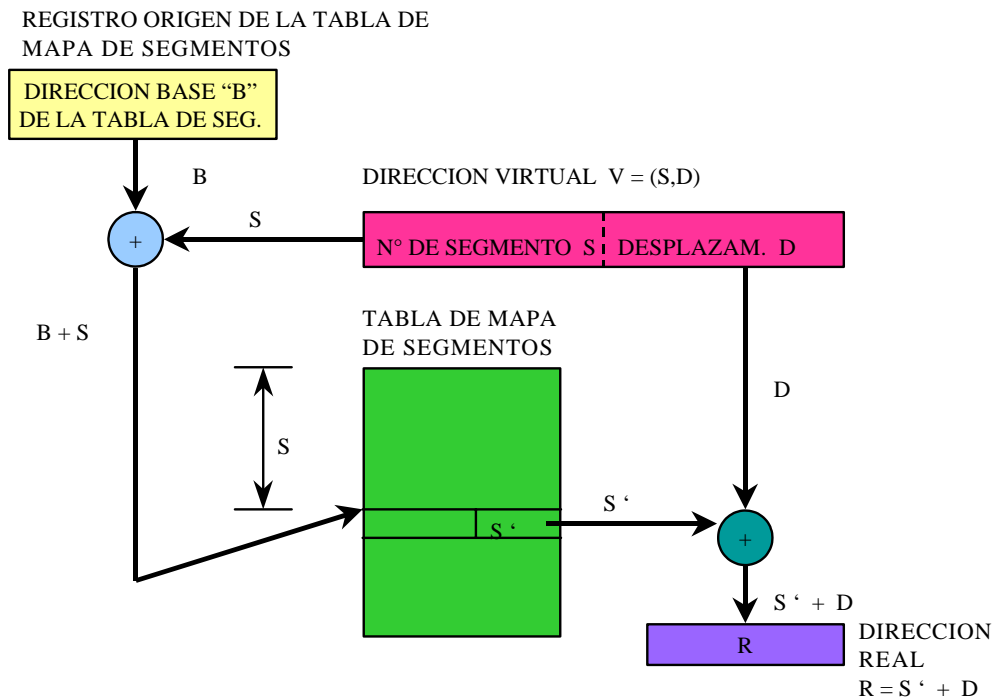 REGISTRO ORIGEN DE LA TABLA DE
MAPA DE SEGMENTOS
DIRECCION BASE “B”
DE LA TABLA DE SEG.
B
DIRECCION VIRTUAL V = (S,D)
S
+
N° DE SEGMENTO S
DESPLAZAM. D
B + S
TABLA DE MAPA
DE SEGMENTOS
D
S
S ‘
S ‘
+
S ‘ + D
R
DIRECCION
REAL
R = S ‘ + D